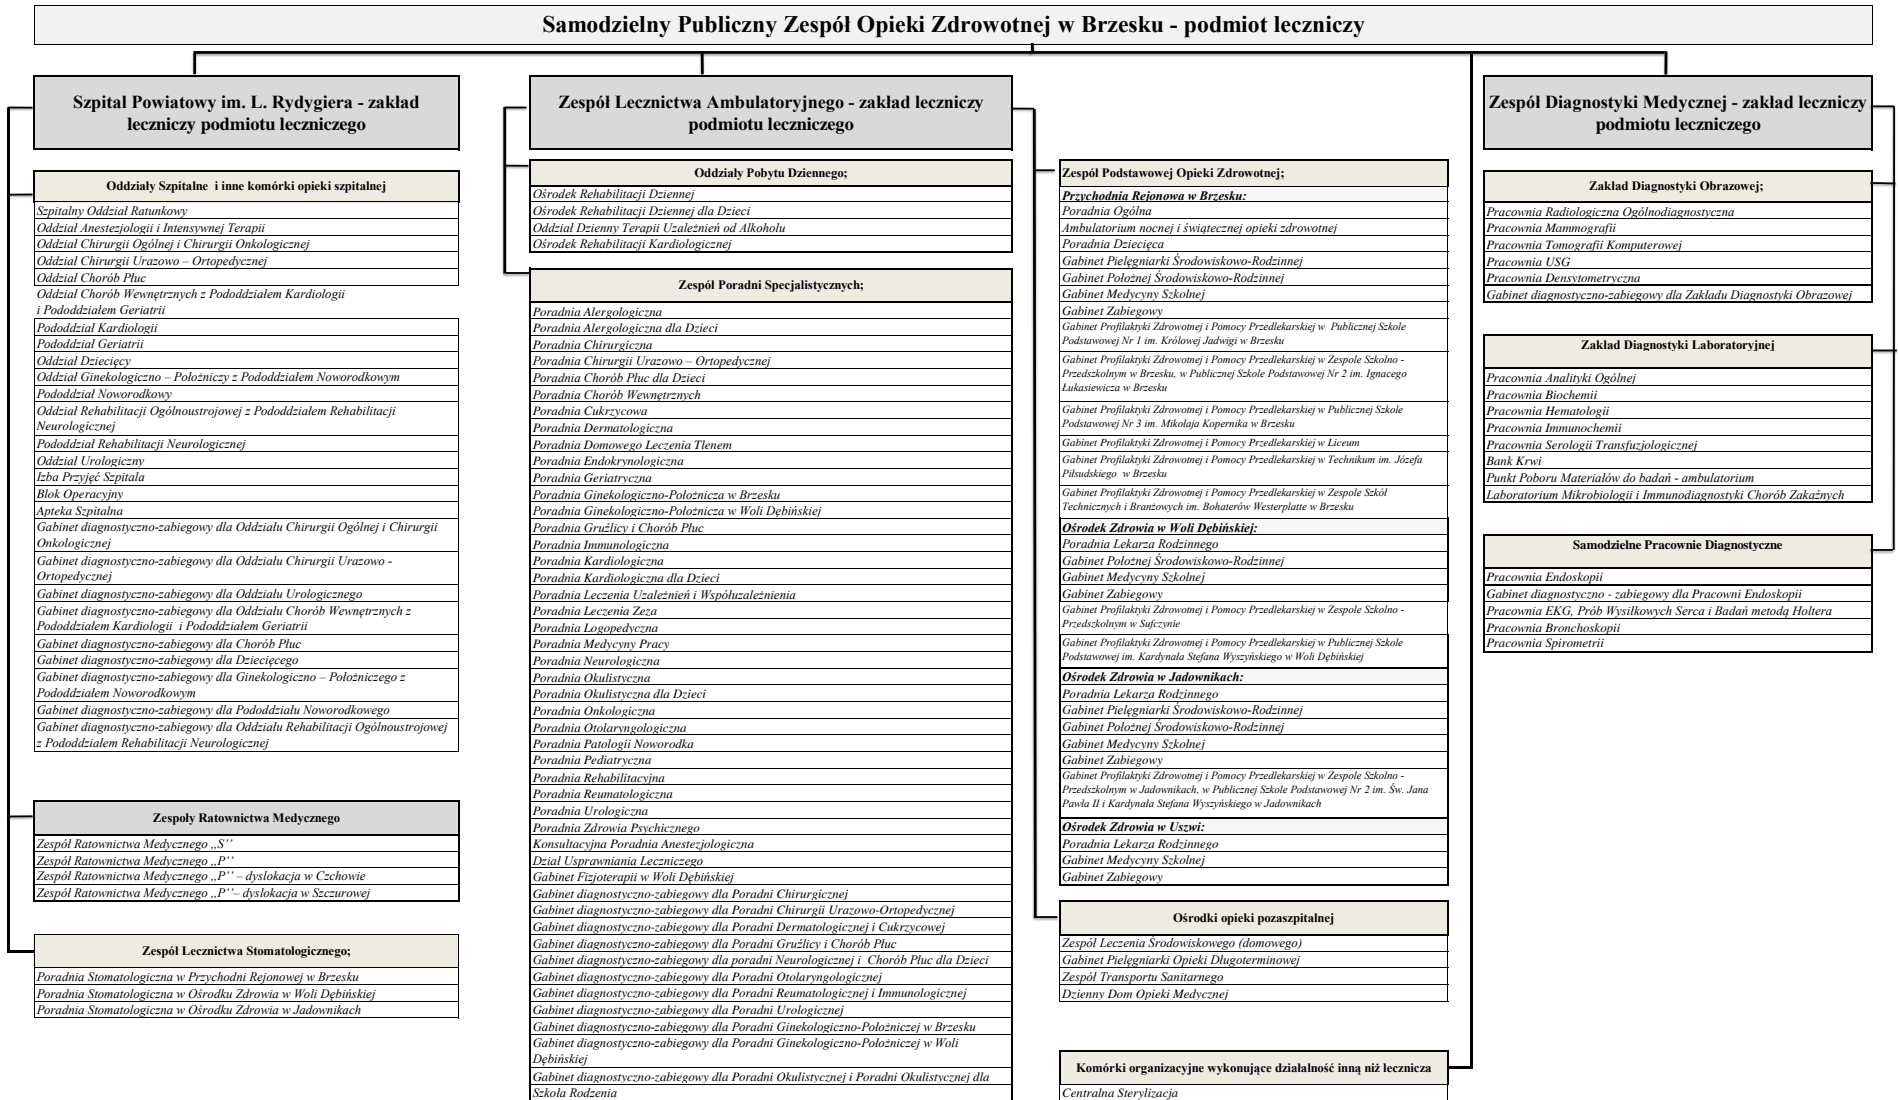 Samodzielny Publiczny Zespół Opieki Zdrowotnej w Brzesku - podmiot leczniczy
Szpital Powiatowy im. L. Rydygiera - zakład
leczniczy podmiotu leczniczego
Oddziały Szpitalne i inne komórki opieki szpitalnej
Szpitalny Oddział Ratunkowy
Oddział Anestezjologii i Intensywnej Terapii
Oddział Chirurgii Ogólnej i Chirurgii Onkologicznej
Oddział Chirurgii Urazowo – Ortopedycznej
Oddział Chorób Płuc
Oddział Chorób Wewnętrznych z Pododdziałem Kardiologii
i Pododdziałem Geriatrii
Pododdział Kardiologii
Pododdział Geriatrii
Oddział Dziecięcy
Oddział Ginekologiczno – Położniczy z Pododdziałem Noworodkowym
Pododdział Noworodkowy
Oddział Rehabilitacji Ogólnoustrojowej z Pododdziałem Rehabilitacji
Neurologicznej
Pododdział Rehabilitacji Neurologicznej
Oddział Urologiczny
Izba Przyjęć Szpitala
Blok Operacyjny
Apteka Szpitalna
Gabinet diagnostyczno-zabiegowy dla Oddziału Chirurgii Ogólnej i Chirurgii
Onkologicznej
Gabinet diagnostyczno-zabiegowy dla Oddziału Chirurgii Urazowo -
Ortopedycznej
Gabinet diagnostyczno-zabiegowy dla Oddziału Urologicznego
Gabinet diagnostyczno-zabiegowy dla Oddziału Chorób Wewnętrznych z
Pododdziałem Kardiologii i Pododdziałem Geriatrii
Gabinet diagnostyczno-zabiegowy dla Chorób Płuc
Gabinet diagnostyczno-zabiegowy dla Dziecięcego
Gabinet diagnostyczno-zabiegowy dla Ginekologiczno – Położniczego z
Pododdziałem Noworodkowym
Gabinet diagnostyczno-zabiegowy dla Pododdziału Noworodkowego
Gabinet diagnostyczno-zabiegowy dla Oddziału Rehabilitacji Ogólnoustrojowej
z Pododdziałem Rehabilitacji Neurologicznej
Zespoły Ratownictwa Medycznego
Zespół Ratownictwa Medycznego „S’’
Zespół Ratownictwa Medycznego „P’’
Zespół Ratownictwa Medycznego „P’’ – dyslokacja w Czchowie
Zespół Ratownictwa Medycznego „P’’– dyslokacja w Szczurowej
Zespół Lecznictwa Stomatologicznego;
Poradnia Stomatologiczna w Przychodni Rejonowej w Brzesku
Poradnia Stomatologiczna w Ośrodku Zdrowia w Woli Dębińskiej
Poradnia Stomatologiczna w Ośrodku Zdrowia w Jadownikach
Zespół Lecznictwa Ambulatoryjnego - zakład leczniczy
podmiotu leczniczego
Oddziały Pobytu Dziennego;
Ośrodek Rehabilitacji Dziennej
Ośrodek Rehabilitacji Dziennej dla Dzieci
Oddział Dzienny Terapii Uzależnień od Alkoholu
Ośrodek Rehabilitacji Kardiologicznej
Zespół Poradni Specjalistycznych;
Poradnia Alergologiczna
Poradnia Alergologiczna dla Dzieci
Poradnia Chirurgiczna
Poradnia Chirurgii Urazowo – Ortopedycznej
Poradnia Chorób Płuc dla Dzieci
Poradnia Chorób Wewnętrznych
Poradnia Cukrzycowa
Poradnia Dermatologiczna
Poradnia Domowego Leczenia Tlenem
Poradnia Endokrynologiczna
Poradnia Geriatryczna
Poradnia Ginekologiczno-Położnicza w Brzesku
Poradnia Ginekologiczno-Położnicza w Woli Dębińskiej
Poradnia Gruźlicy i Chorób Płuc
Poradnia Immunologiczna
Poradnia Kardiologiczna
Poradnia Kardiologiczna dla Dzieci
Poradnia Leczenia Uzależnień i Współuzależnienia
Poradnia Leczenia Zeza
Poradnia Logopedyczna
Poradnia Medycyny Pracy
Poradnia Neurologiczna
Poradnia Okulistyczna
Poradnia Okulistyczna dla Dzieci
Poradnia Onkologiczna
Poradnia Otolaryngologiczna
Poradnia Patologii Noworodka
Poradnia Pediatryczna
Poradnia Rehabilitacyjna
Poradnia Reumatologiczna
Poradnia Urologiczna
Poradnia Zdrowia Psychicznego
Konsultacyjna Poradnia Anestezjologiczna
Dział Usprawniania Leczniczego
Gabinet Fizjoterapii w Woli Dębińskiej
Gabinet diagnostyczno-zabiegowy dla Poradni Chirurgicznej
Gabinet diagnostyczno-zabiegowy dla Poradni Chirurgii Urazowo-Ortopedycznej
Gabinet diagnostyczno-zabiegowy dla Poradni Dermatologicznej i Cukrzycowej
Gabinet diagnostyczno-zabiegowy dla Poradni Gruźlicy i Chorób Płuc
Gabinet diagnostyczno-zabiegowy dla poradni Neurologicznej i Chorób Płuc dla Dzieci
Gabinet diagnostyczno-zabiegowy dla Poradni Otolaryngologicznej
Gabinet diagnostyczno-zabiegowy dla Poradni Reumatologicznej i Immunologicznej
Gabinet diagnostyczno-zabiegowy dla Poradni Urologicznej
Gabinet diagnostyczno-zabiegowy dla Poradni Ginekologiczno-Położniczej w Brzesku
Gabinet diagnostyczno-zabiegowy dla Poradni Ginekologiczno-Położniczej w Woli
Dębińskiej
Gabinet diagnostyczno-zabiegowy dla Poradni Okulistycznej i Poradni Okulistycznej dla
Szkoła Rodzenia
Zespół Podstawowej Opieki Zdrowotnej;
Przychodnia Rejonowa w Brzesku:
Poradnia Ogólna
Ambulatorium nocnej i świątecznej opieki zdrowotnej
Poradnia Dziecięca
Gabinet Pielęgniarki Środowiskowo-Rodzinnej
Gabinet Położnej Środowiskowo-Rodzinnej
Gabinet Medycyny Szkolnej
Gabinet Zabiegowy
Gabinet Profilaktyki Zdrowotnej i Pomocy Przedlekarskiej w Publicznej Szkole
Podstawowej Nr 1 im. Królowej Jadwigi w Brzesku
Gabinet Profilaktyki Zdrowotnej i Pomocy Przedlekarskiej w Zespole Szkolno -
Przedszkolnym w Brzesku, w Publicznej Szkole Podstawowej Nr 2 im. Ignacego
Łukasiewicza w Brzesku
Gabinet Profilaktyki Zdrowotnej i Pomocy Przedlekarskiej w Publicznej Szkole
Podstawowej Nr 3 im. Mikołaja Kopernika w Brzesku
Gabinet Profilaktyki Zdrowotnej i Pomocy Przedlekarskiej w Liceum
Gabinet Profilaktyki Zdrowotnej i Pomocy Przedlekarskiej w Technikum im. Józefa
Piłsudskiego w Brzesku
Gabinet Profilaktyki Zdrowotnej i Pomocy Przedlekarskiej w Zespole Szkół
Technicznych i Branżowych im. Bohaterów Westerplatte w Brzesku
Ośrodek Zdrowia w Woli Dębińskiej:
Poradnia Lekarza Rodzinnego
Gabinet Położnej Środowiskowo-Rodzinnej
Gabinet Medycyny Szkolnej
Gabinet Zabiegowy
Gabinet Profilaktyki Zdrowotnej i Pomocy Przedlekarskiej w Zespole Szkolno -
Przedszkolnym w Sufczynie
Gabinet Profilaktyki Zdrowotnej i Pomocy Przedlekarskiej w Publicznej Szkole
Podstawowej im. Kardynała Stefana Wyszyńskiego w Woli Dębińskiej
Ośrodek Zdrowia w Jadownikach:
Poradnia Lekarza Rodzinnego
Gabinet Pielęgniarki Środowiskowo-Rodzinnej
Gabinet Położnej Środowiskowo-Rodzinnej
Gabinet Medycyny Szkolnej
Gabinet Zabiegowy
Gabinet Profilaktyki Zdrowotnej i Pomocy Przedlekarskiej w Zespole Szkolno -
Przedszkolnym w Jadownikach, w Publicznej Szkole Podstawowej Nr 2 im. Św. Jana
Pawła II i Kardynała Stefana Wyszyńskiego w Jadownikach
Ośrodek Zdrowia w Uszwi:
Poradnia Lekarza Rodzinnego
Gabinet Medycyny Szkolnej
Gabinet Zabiegowy
Ośrodki opieki pozaszpitalnej
Zespół Leczenia Środowiskowego (domowego)
Gabinet Pielęgniarki Opieki Długoterminowej
Zespół Transportu Sanitarnego
Dzienny Dom Opieki Medycznej
Komórki organizacyjne wykonujące działalność inną niż lecznicza
Centralna Sterylizacja
Zespół Diagnostyki Medycznej - zakład leczniczy
podmiotu leczniczego
Zakład Diagnostyki Obrazowej;
Pracownia Radiologiczna Ogólnodiagnostyczna
Pracownia Mammografii
Pracownia Tomografii Komputerowej
Pracownia USG
Pracownia Densytometryczna
Gabinet diagnostyczno-zabiegowy dla Zakładu Diagnostyki Obrazowej
Zakład Diagnostyki Laboratoryjnej
Pracownia Analityki Ogólnej
Pracownia Biochemii
Pracownia Hematologii
Pracownia Immunochemii
Pracownia Serologii Transfuzjologicznej
Bank Krwi
Punkt Poboru Materiałów do badań - ambulatorium
Laboratorium Mikrobiologii i Immunodiagnostyki Chorób Zakaźnych
Samodzielne Pracownie Diagnostyczne
Pracownia Endoskopii
Gabinet diagnostyczno - zabiegowy dla Pracowni Endoskopii
Pracownia EKG, Prób Wysiłkowych Serca i Badań metodą Holtera
Pracownia Bronchoskopii
Pracownia Spirometrii